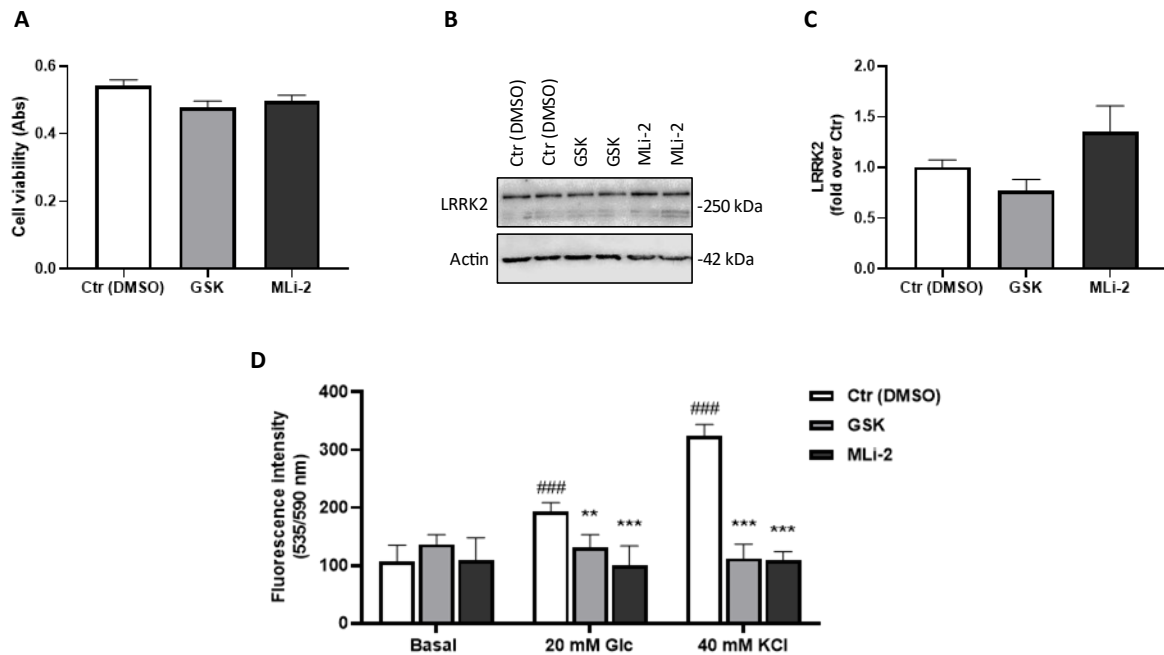 A
Cell viability (Abs)
0.6
0.4
0.2
0.0
Ctr (DMSO) GSK MLi-2
B
Ctr (DMSO) Ctr (DMSO) GSK GSK MLi-2 MLi-2
LRRK2 -250 kDa
Actin -42 kDa
C
LRRK2
(fold over Ctr)
2.0
1.5
1.0
0.5
0.0
Ctr (DMSO) GSK MLi-2
D
Fluorescence intensity
(535/590 nm)
400
300
200
100
0
### ** ***
### *** ***
Basal 20 mM Glc 40 mM KCl
Ctr (DMSO)
GSK
MLi-2